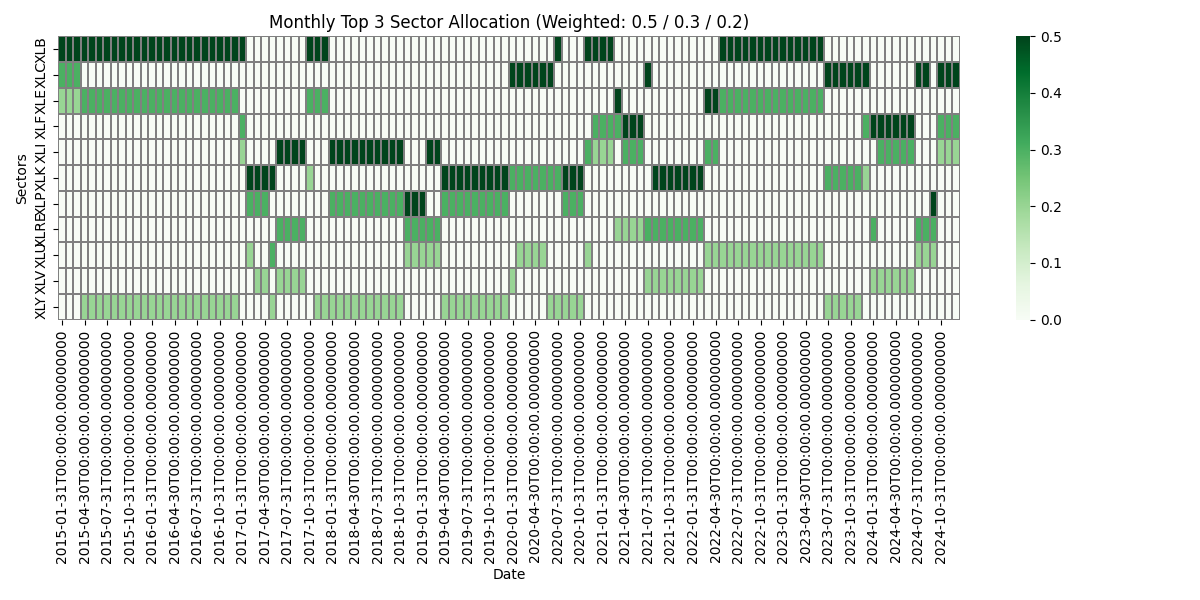 Monthly Top 3 Sector Allocation (Weighted: 0.5 / 0.3 / 0.2)
Sectors
XLB
XLC
XLE
XLF
XLI
XLK
XLP
XLRE
XLU
XLV
XLY
0.5
0.4
0.3
0.2
0.1
0.0
2015-01-31T00:00:00.000000000
2015-04-30T00:00:00.000000000
2015-07-31T00:00:00.000000000
2015-10-31T00:00:00.000000000
2016-01-31T00:00:00.000000000
2016-04-30T00:00:00.000000000
2016-07-31T00:00:00.000000000
2016-10-31T00:00:00.000000000
2017-01-31T00:00:00.000000000
2017-04-30T00:00:00.000000000
2017-07-31T00:00:00.000000000
2017-10-31T00:00:00.000000000
2018-01-31T00:00:00.000000000
2018-04-30T00:00:00.000000000
2018-07-31T00:00:00.000000000
2018-10-31T00:00:00.000000000
2019-01-31T00:00:00.000000000
2019-04-30T00:00:00.000000000
2019-07-31T00:00:00.000000000
2019-10-31T00:00:00.000000000
2020-01-31T00:00:00.000000000
2020-04-30T00:00:00.000000000
2020-07-31T00:00:00.000000000
2020-10-31T00:00:00.000000000
2021-01-31T00:00:00.000000000
2021-04-30T00:00:00.000000000
2021-07-31T00:00:00.000000000
2021-10-31T00:00:00.000000000
2022-01-31T00:00:00.000000000
2022-04-30T00:00:00.000000000
2022-07-31T00:00:00.000000000
2022-10-31T00:00:00.000000000
2023-01-31T00:00:00.000000000
2023-04-30T00:00:00.000000000
2023-07-31T00:00:00.000000000
2023-10-31T00:00:00.000000000
2024-01-31T00:00:00.000000000
2024-04-30T00:00:00.000000000
2024-07-31T00:00:00.000000000
2024-10-31T00:00:00.000000000
Date